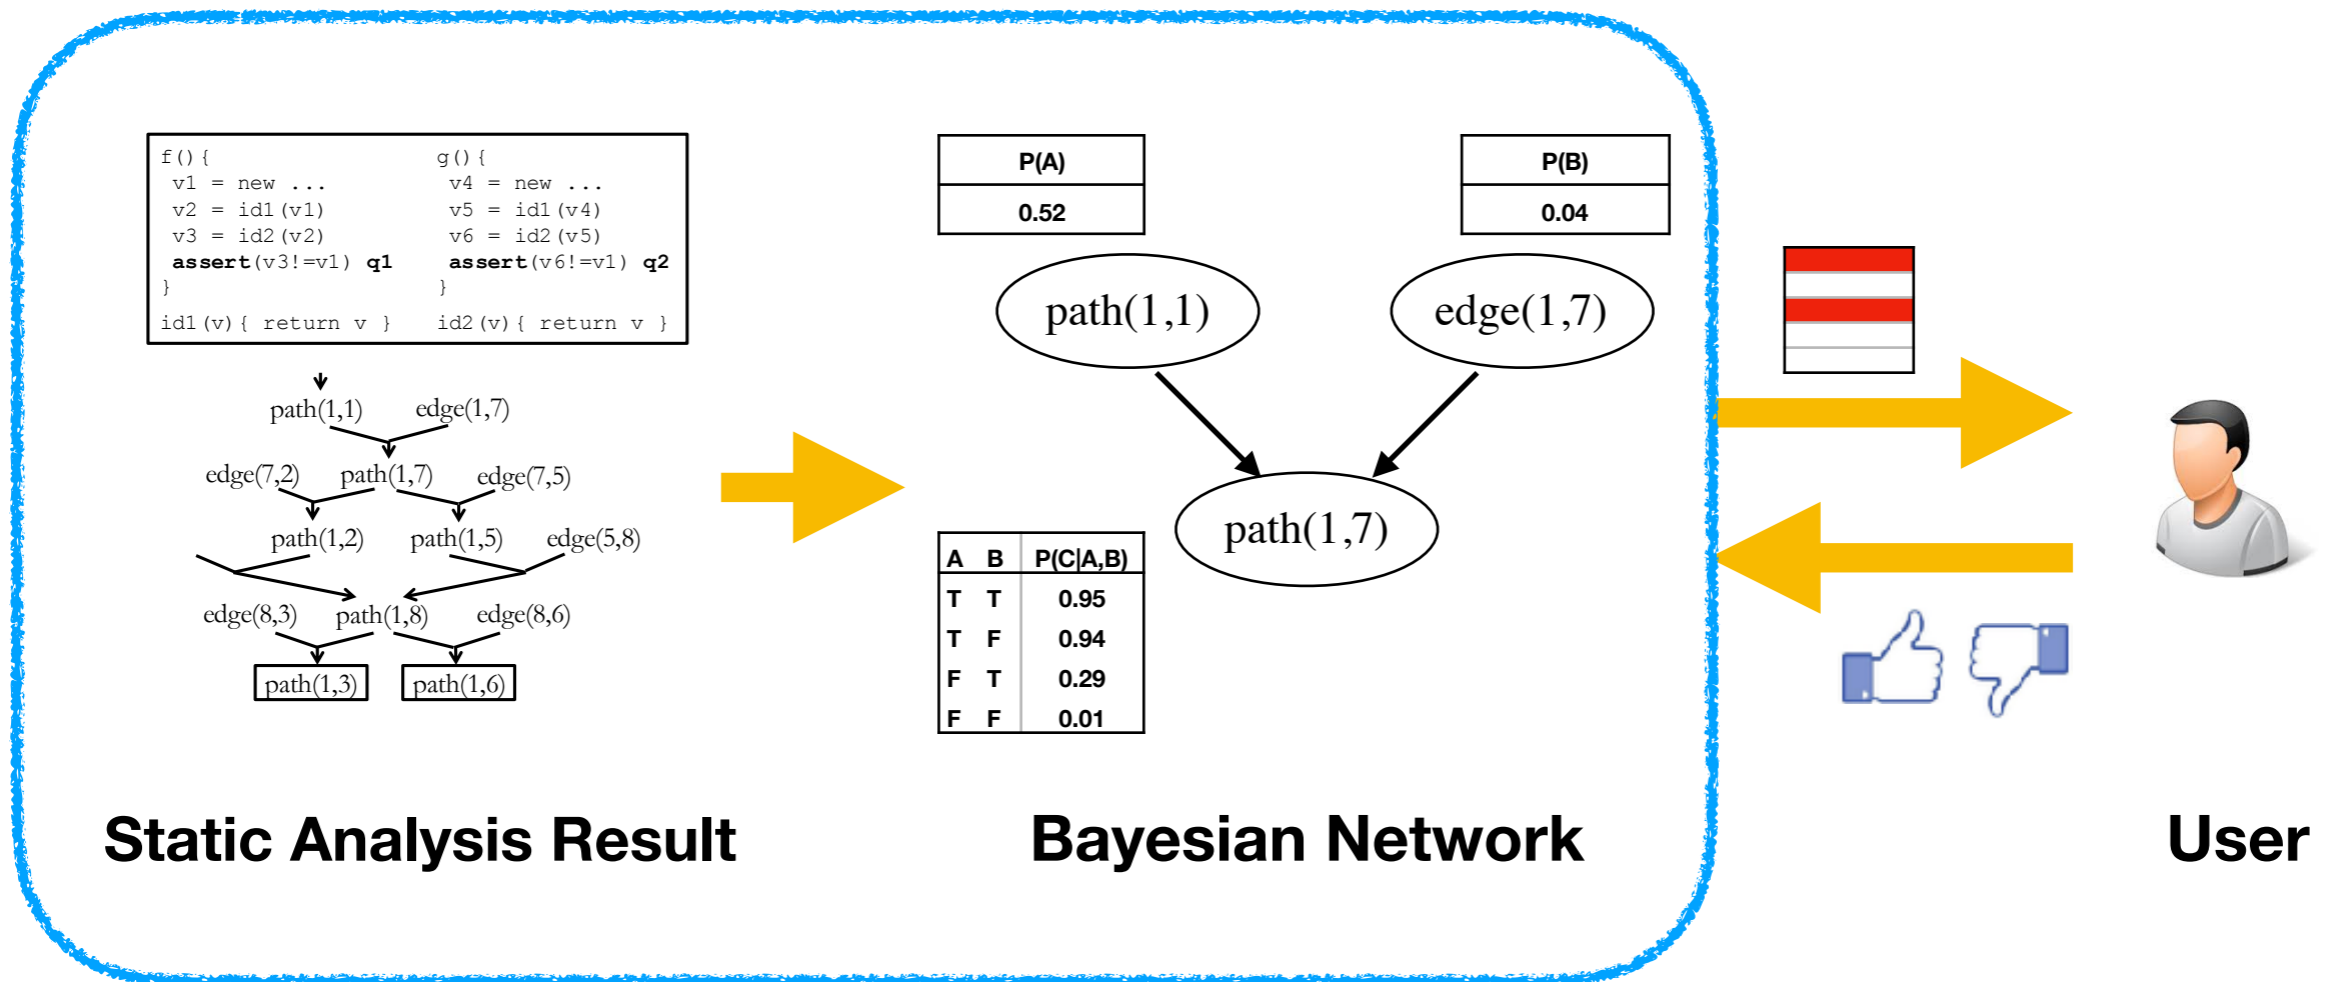 f(){ g(){
v1 = new ... v4 = new ...
v2 = id1(v1) v5 = id1(v4)
v3 = id2(v2) v6 = id2(v5)
assert(v3!=v1) q1 assert(v6!=v1) q2
} }
id1(v){ return v } id2(v){ return v }
path(1,1) edge(1,7)
edge(7,2) path(1,7) edge(7,5)
path(1,2) path(1,5) edge(5,8)
edge(8,3) path(1,8) edge(8,6)
path(1,3) path(1,6)
Static Analysis Result
P(A)
0.52
P(B)
0.04
path(1,1) edge(1,7)
path(1,7)
A B P(C|A,B)
T T 0.95
T F 0.94
F T 0.29
F F 0.01
Bayesian Network
User